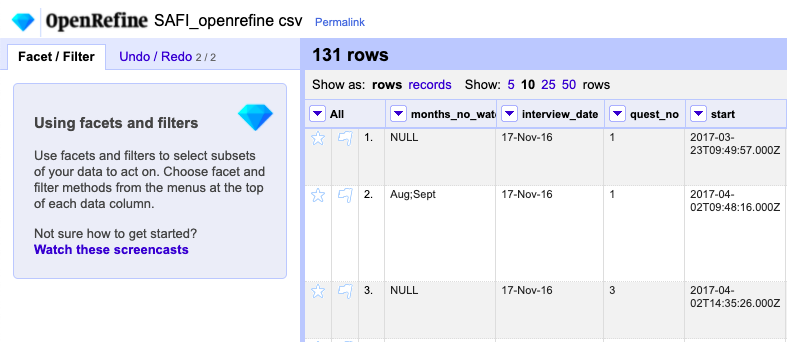 OpenRefine SAFI_openrefine csv Permalink
Facet / Filter Undo / Redo 2 / 2
131 rows
Using facets and filters
Use facets and filters to select subsets
of your data to act on. Choose facet and
filter methods from the menus at the top
of each data column.
Not sure how to get started?
Watch these screencasts
Show as: rows records Show: 5 10 25 50 rows
All months_no_wat interview_date quest_no start
1. NULL 17-Nov-16 1 2017-03-
23T09:49:57.000Z
2. Aug;Sept 17-Nov-16 1 2017-04-
02T09:48:16.000Z
3. NULL 17-Nov-16 3 2017-04-
02T14:35:26.000Z